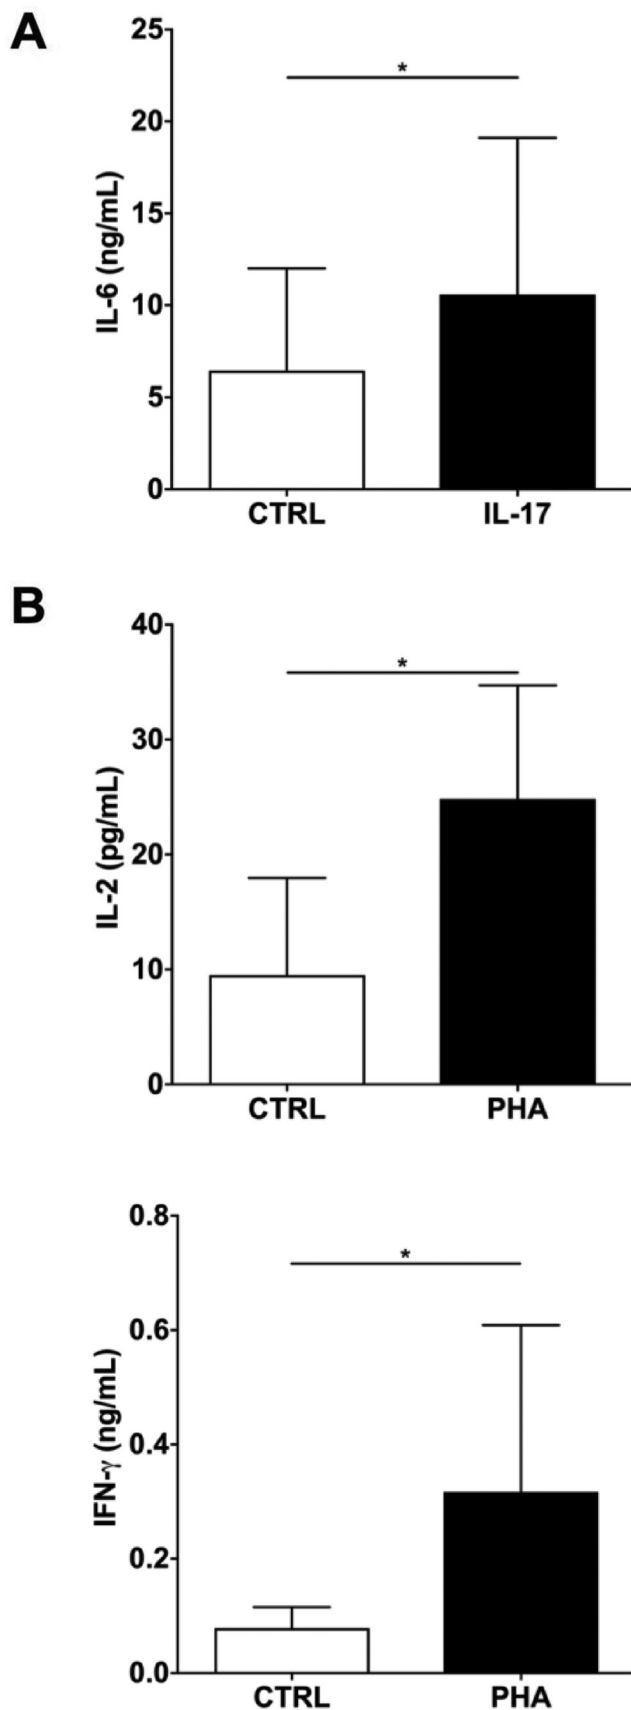 A
25
*
20
15
10
5
0
IL-6 (ng/mL)
CTRL IL-17
B
40
*
30
20
10
0
IL-2 (pg/mL)
CTRL PHA
0.8
*
0.6
0.4
0.2
0.0
IFN-γ (ng/mL)
CTRL PHA